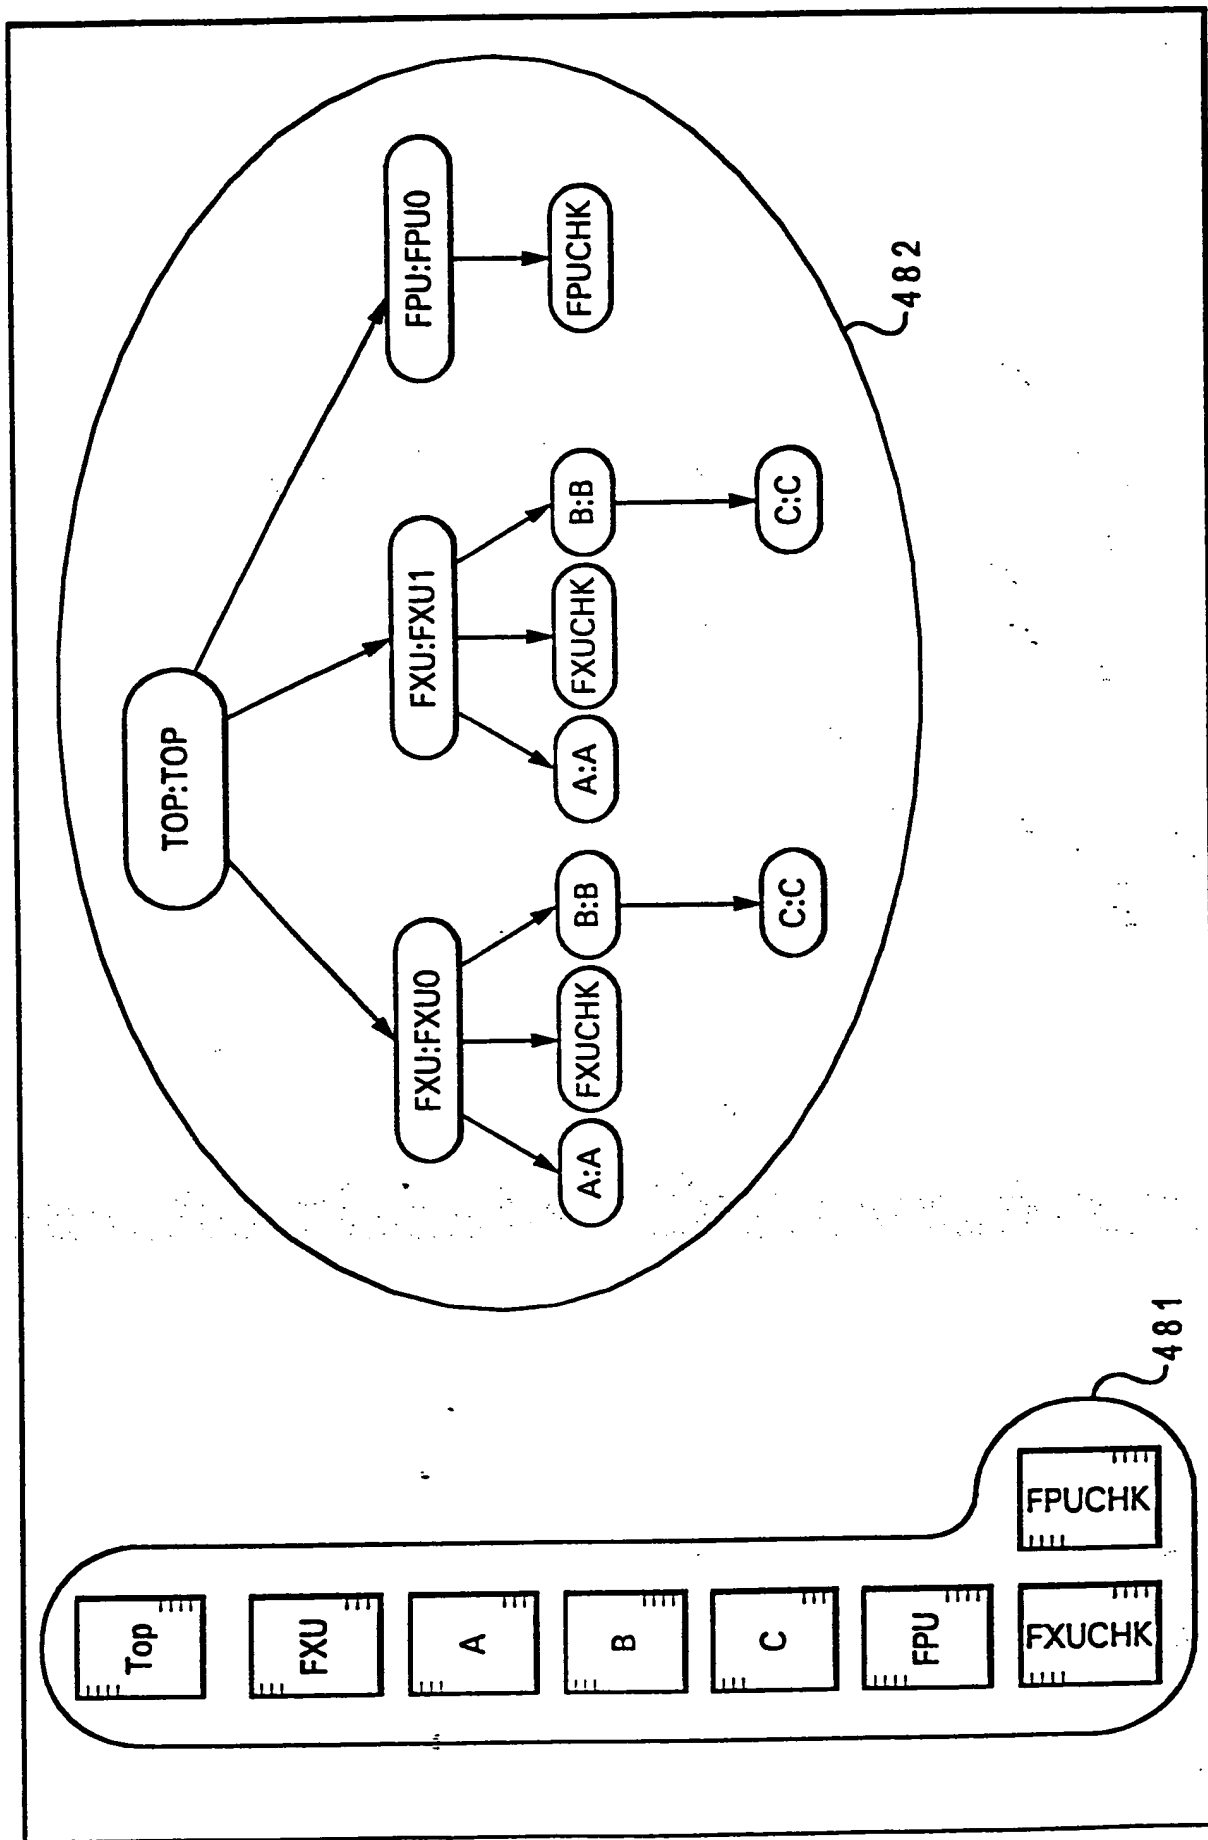 TOP:TOP
FXU:FXU0
FXU:FXU1
FPU:FPU0
A:A
FXUCHK
B:B
A:A
FXUCHK
B:B
FPUCHK
C:C
C:C
482
Top
FXU
A
B
C
FPU
FXUCHK
FPUCHK
481